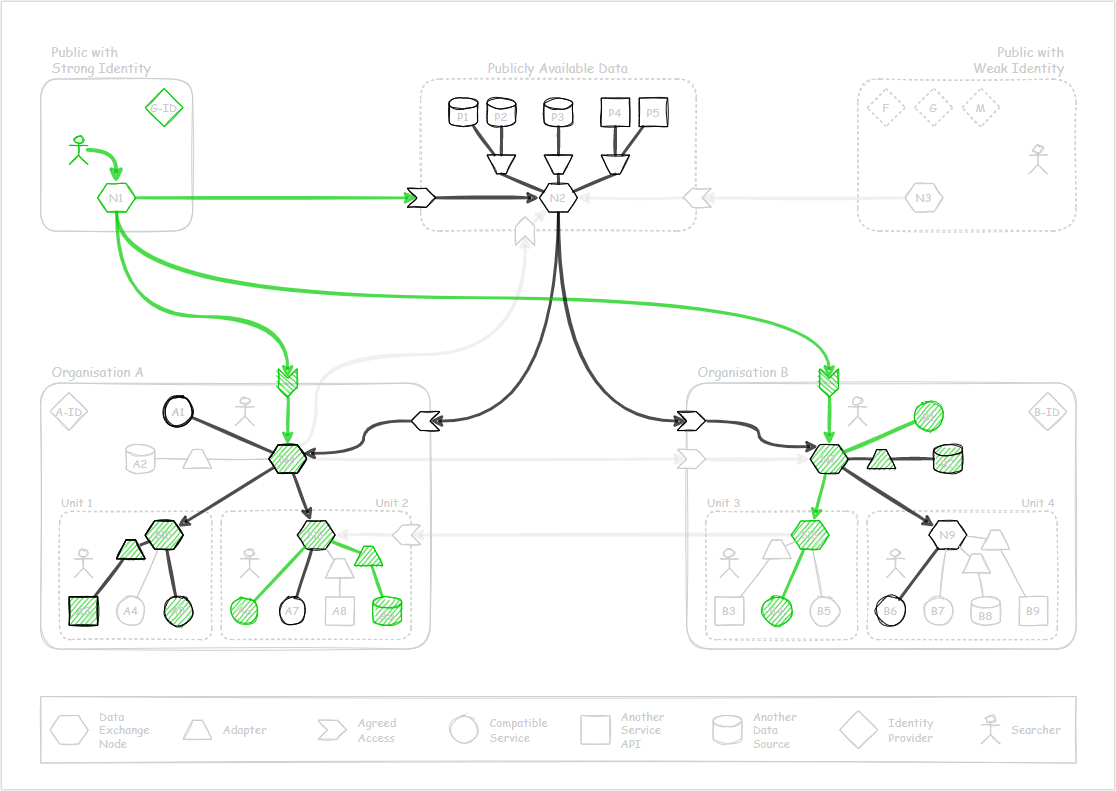 Public with
Strong Identity
Publicly Available Data
Public with
Weak Identity
G-ID
P1
P2
P3
P4
P5
F
G
M
N1
N2
N3
Organisation A
Organisation B
A-ID
A1
A2
B-ID
Unit 1
Unit 2
Unit 3
Unit 4
N9
A4
A7
A8
B3
B5
B6
B7
B8
B9
Data
Exchange
Node
Adapter
Agreed
Access
Compatible
Service
Another
Service
API
Another
Data
Source
Identity
Provider
Searcher